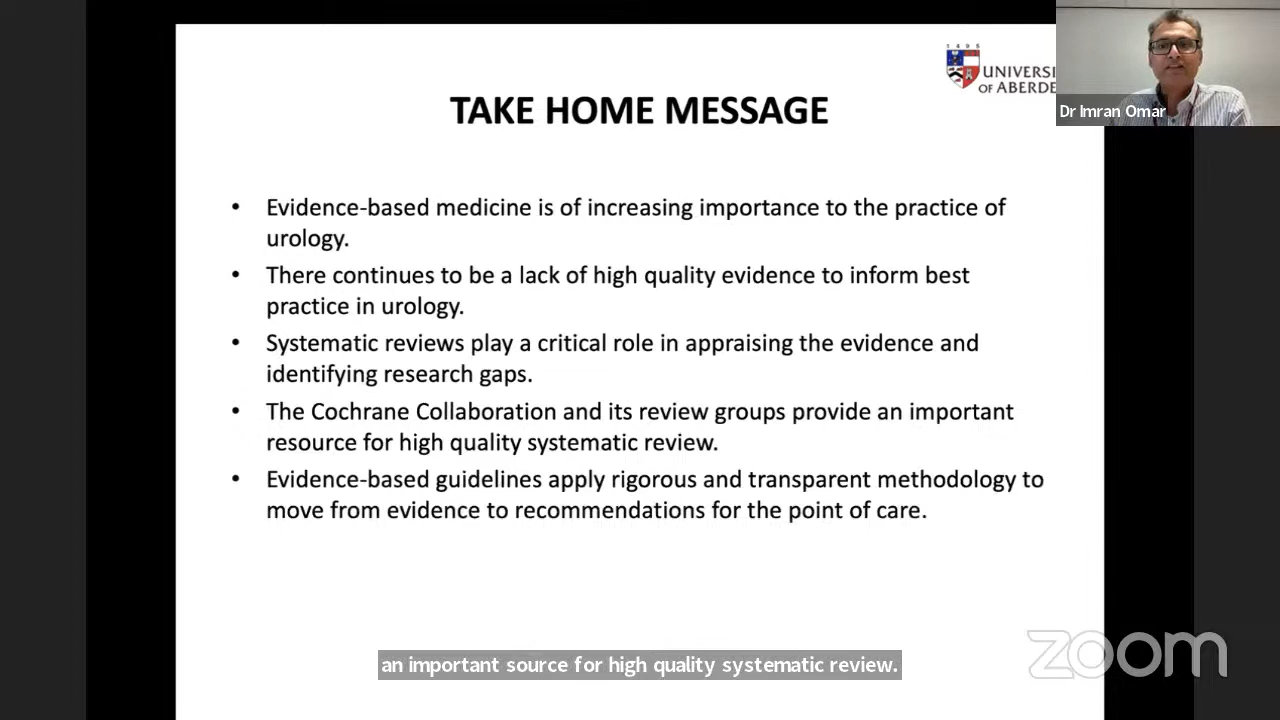 1495
UNIVERSI
OF ABERDE
Dr Imran Omar
TAKE HOME MESSAGE
• Evidence-based medicine is of increasing importance to the practice of
urology.
• There continues to be a lack of high quality evidence to inform best
practice in urology.
• Systematic reviews play a critical role in appraising the evidence and
identifying research gaps.
• The Cochrane Collaboration and its review groups provide an important
resource for high quality systematic review.
• Evidence-based guidelines apply rigorous and transparent methodology to
move from evidence to recommendations for the point of care.
an important source for high quality systematic review.
zoom